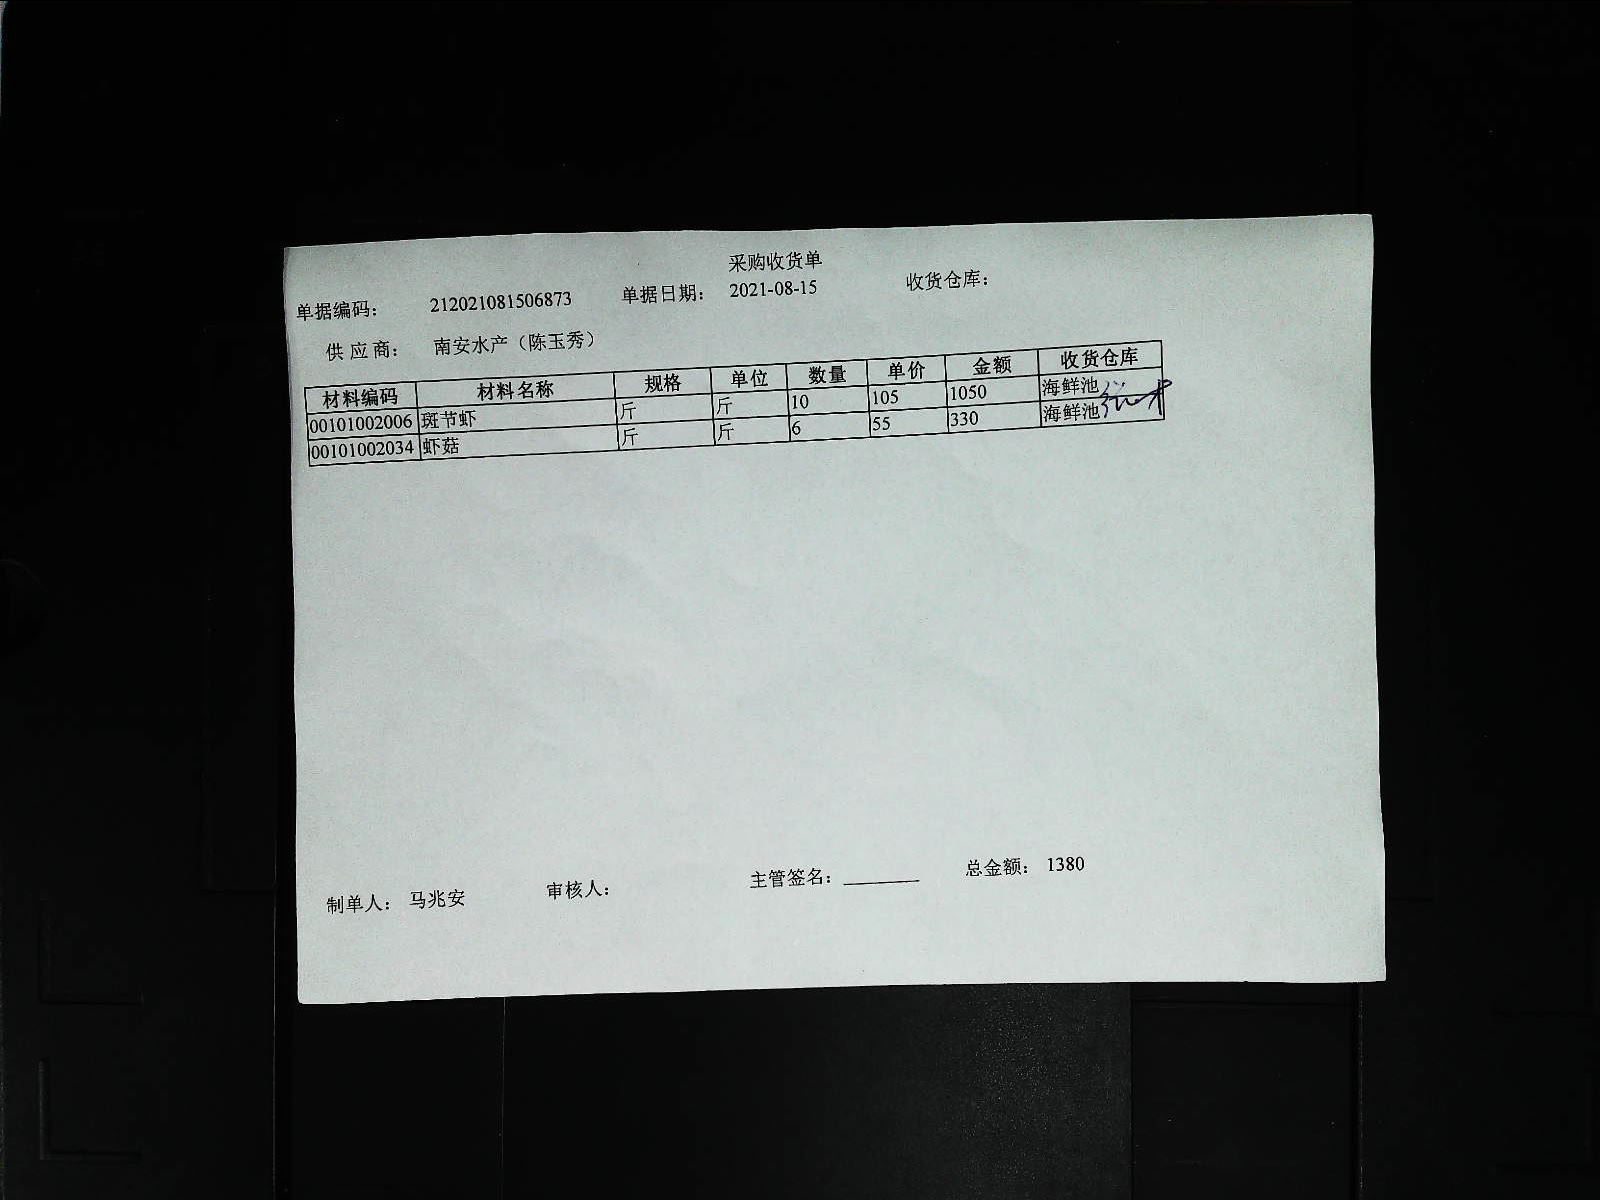 采购收货单
单据编码： 212021081506873 单据日期： 2021-08-15 收货仓库：
供应商： 南安水产（陈玉秀）
材料编码 材料名称 规格 单位 数量 单价 金额 收货仓库
00101002006 斑节虾 斤 斤 10 105 1050 海鲜池
00101002034 虾菇 斤 斤 6 55 330 海鲜池
制单人： 马兆安 审核人： 主管签名：______ 总金额： 1380